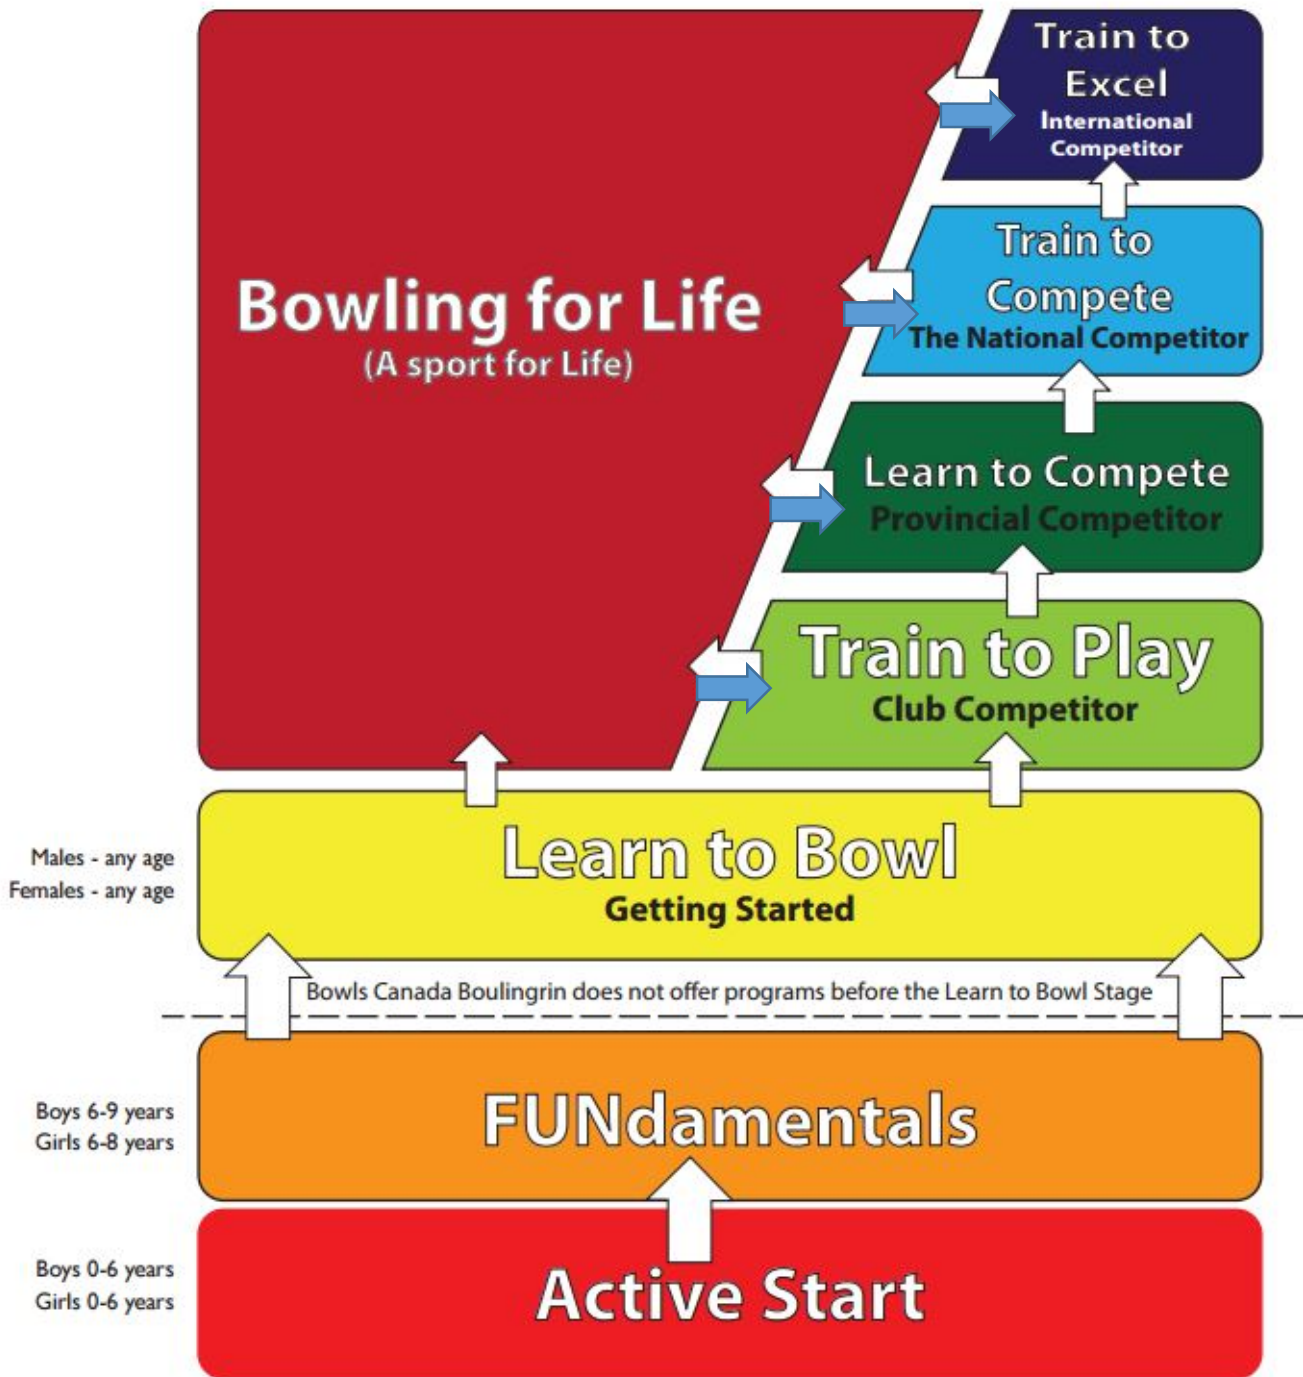 Train to
Excel
International
Competitor
Train to
Compete
The National Competitor
Bowling for Life
(A sport for Life)
Learn to Compete
Provincial Competitor
Train to Play
Club Competitor
Males - any age
Females - any age
Learn to Bowl
Getting Started
Bowls Canada Boulingrin does not offer programs before the Learn to Bowl Stage
Boys 6-9 years
Girls 6-8 years
FUNdamentals
Boys 0-6 years
Girls 0-6 years
Active Start